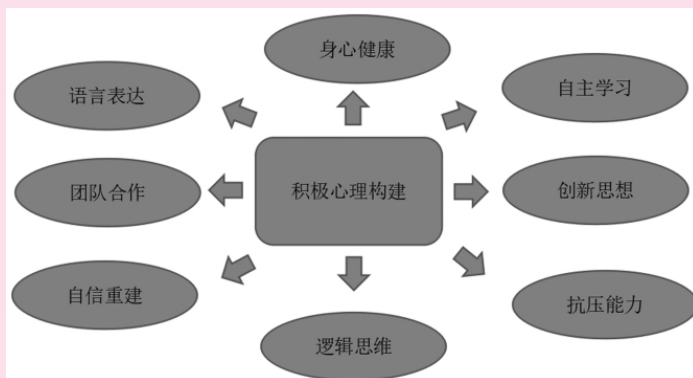 身心健康
语言表达
自主学习
团队合作
积极心理构建
创新思想
自信重建
抗压能力
逻辑思维